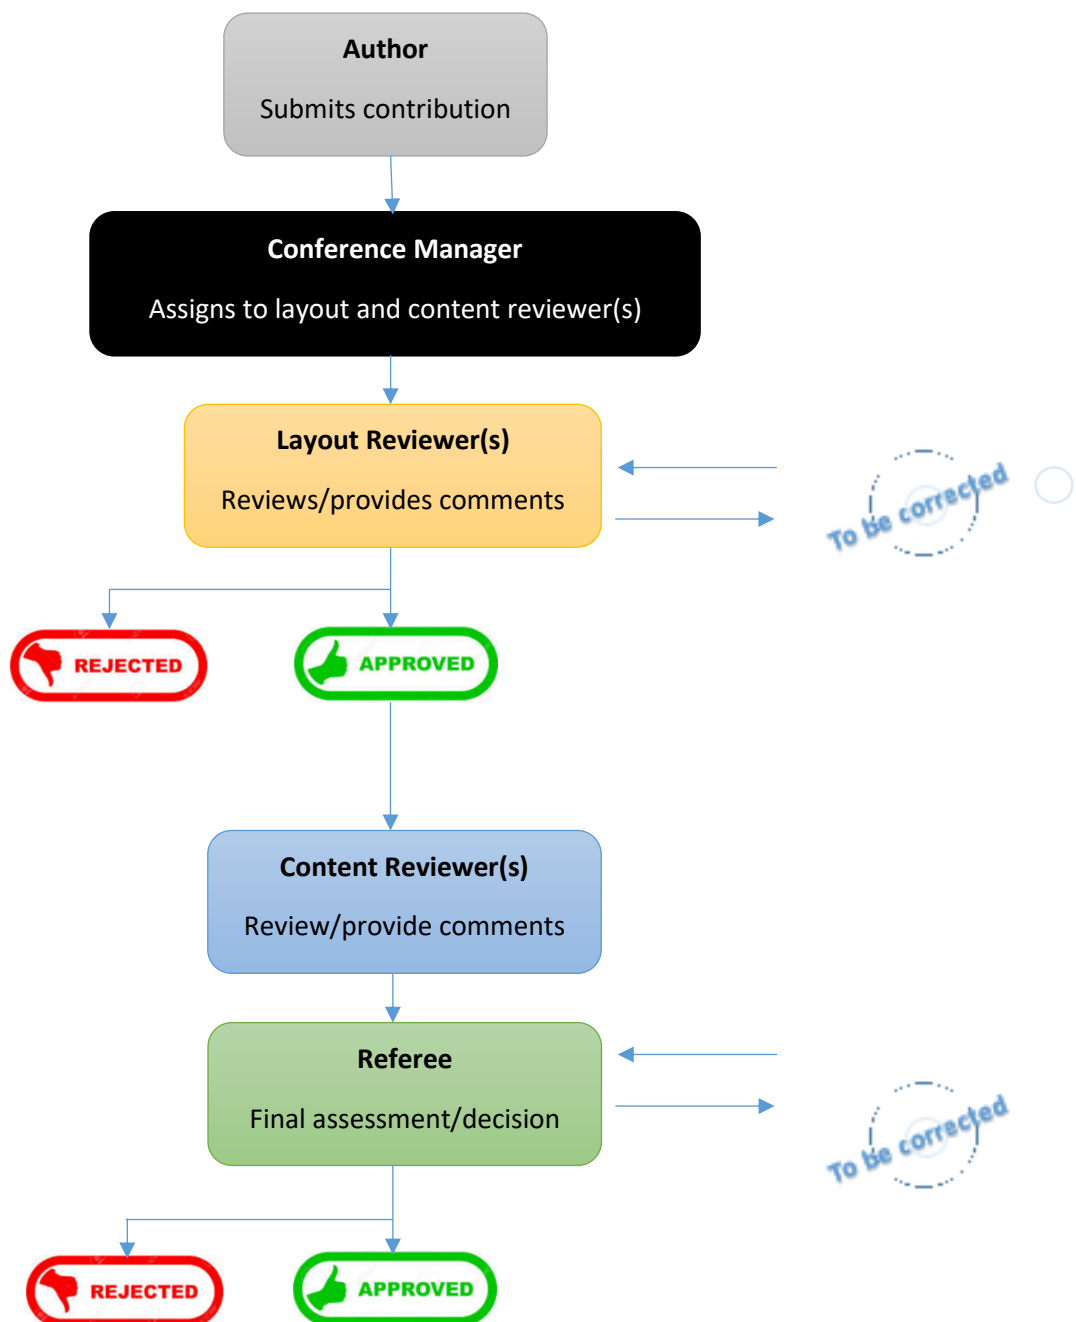 Author
Submits contribution
Conference Manager
Assigns to layout and content reviewer(s)
Layout Reviewer(s)
Reviews/provides comments
To be corrected
REJECTED
APPROVED
Content Reviewer(s)
Review/provide comments
Referee
Final assessment/decision
To be corrected
REJECTED
APPROVED